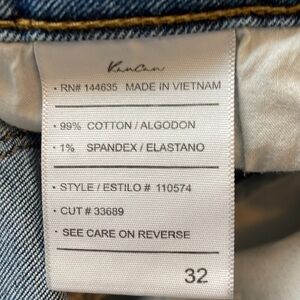 KanCan
• RN# 144635 MADE IN VIETNAM
• 99% COTTON / ALGODON
• 1% SPANDEX / ELASTANO
• STYLE / ESTILO # 110574
• CUT # 33689
• SEE CARE ON REVERSE
32